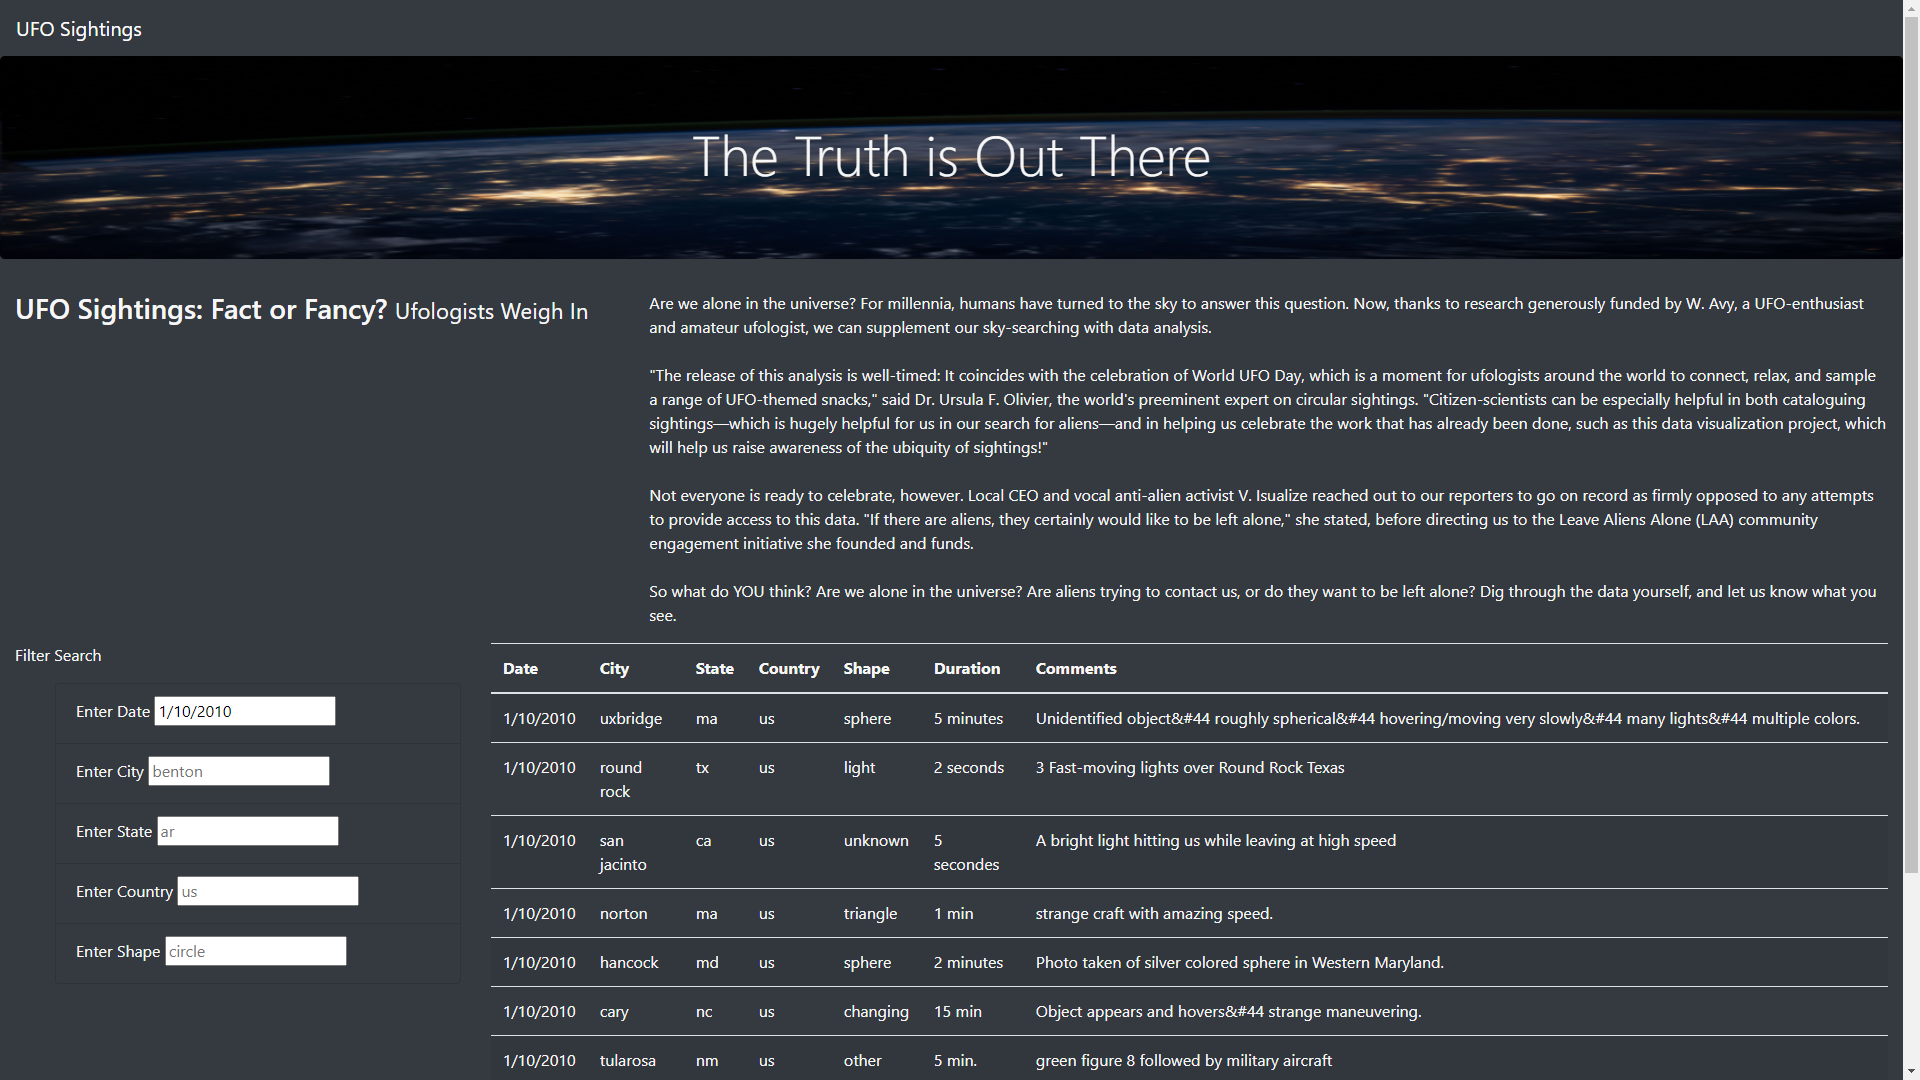 UFO Sightings
The Truth is Out There
UFO Sightings: Fact or Fancy? Ufologists Weigh In
Are we alone in the universe? For millennia, humans have turned to the sky to answer this question. Now, thanks to research generously funded by W. Avy, a UFO-enthusiast
and amateur ufologist, we can supplement our sky-searching with data analysis.
"The release of this analysis is well-timed: It coincides with the celebration of World UFO Day, which is a moment for ufologists around the world to connect, relax, and sample
a range of UFO-themed snacks," said Dr. Ursula F. Olivier, the world's preeminent expert on circular sightings. "Citizen-scientists can be especially helpful in both cataloguing
sightings—which is hugely helpful for us in our search for aliens—and in helping us celebrate the work that has already been done, such as this data visualization project, which
will help us raise awareness of the ubiquity of sightings!"
Not everyone is ready to celebrate, however. Local CEO and vocal anti-alien activist V. Isualize reached out to our reporters to go on record as firmly opposed to any attempts
to provide access to this data. "If there are aliens, they certainly would like to be left alone," she stated, before directing us to the Leave Aliens Alone (LAA) community
engagement initiative she founded and funds.
So what do YOU think? Are we alone in the universe? Are aliens trying to contact us, or do they want to be left alone? Dig through the data yourself, and let us know what you
see.
Filter Search
Enter Date 1/10/2010
Enter City benton
Enter State ar
Enter Country us
Enter Shape circle
Date City State Country Shape Duration Comments
1/10/2010 uxbridge ma us sphere 5 minutes Unidentified object&#44 roughly spherical&#44 hovering/moving very slowly&#44 many lights&#44 multiple colors.
1/10/2010 round rock tx us light 2 seconds 3 Fast-moving lights over Round Rock Texas
1/10/2010 san jacinto ca us unknown 5 secondes A bright light hitting us while leaving at high speed
1/10/2010 norton ma us triangle 1 min strange craft with amazing speed.
1/10/2010 hancock md us sphere 2 minutes Photo taken of silver colored sphere in Western Maryland.
1/10/2010 cary nc us changing 15 min Object appears and hovers&#44 strange maneuvering.
1/10/2010 tularosa nm us other 5 min. green figure 8 followed by military aircraft